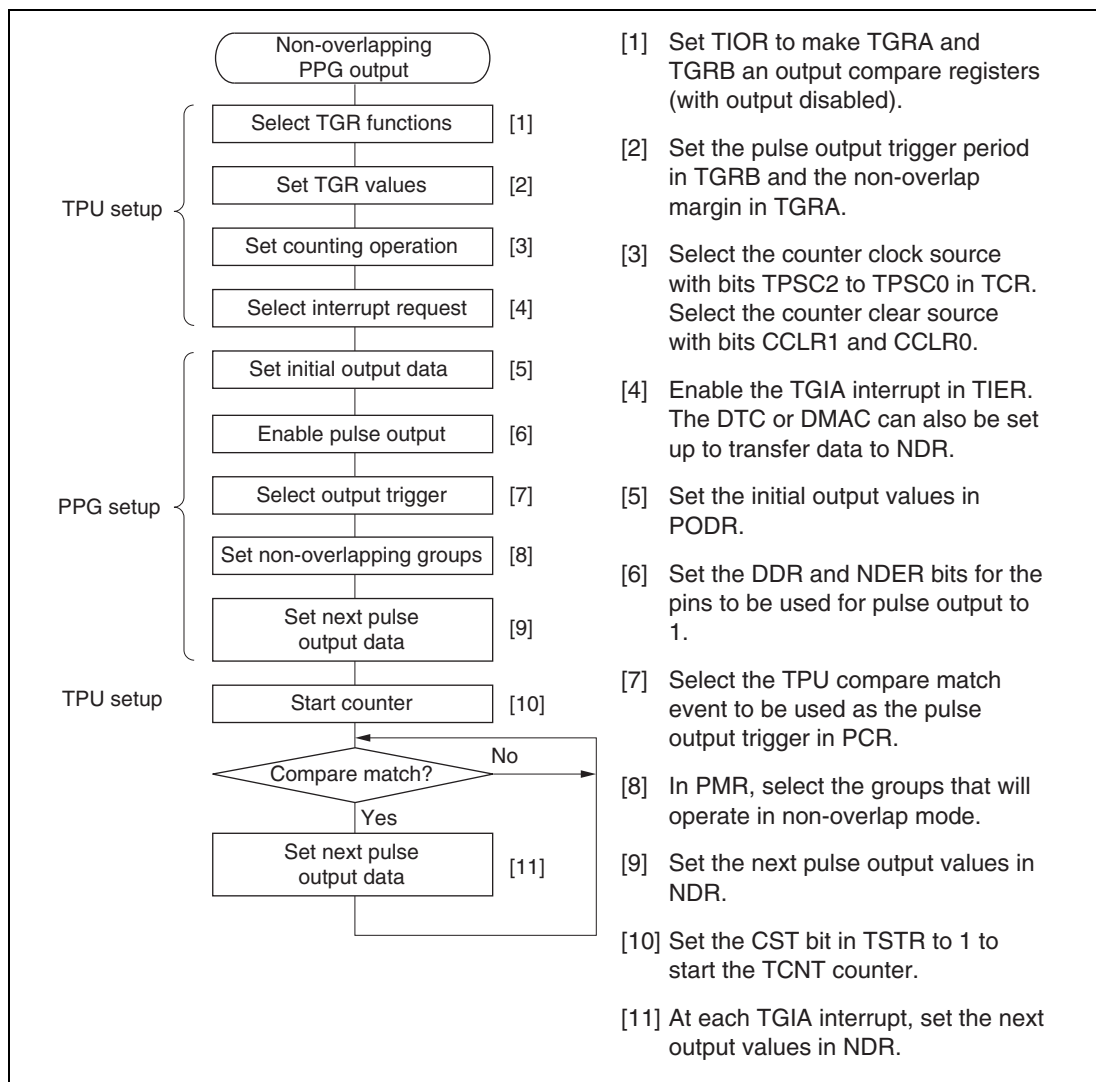 Non-overlapping
PPG output
Select TGR functions
[1]
Set TGR values
[2]
TPU setup
Set counting operation
[3]
Select interrupt request
[4]
Set initial output data
[5]
Enable pulse output
[6]
PPG setup
Select output trigger
[7]
Set non-overlapping groups
[8]
Set next pulse
output data
[9]
TPU setup
Start counter
[10]
Compare match?
No
Yes
Set next pulse
output data
[11]
[1] Set TIOR to make TGRA and
TGRB an output compare registers
(with output disabled).
[2] Set the pulse output trigger period
in TGRB and the non-overlap
margin in TGRA.
[3] Select the counter clock source
with bits TPSC2 to TPSC0 in TCR.
Select the counter clear source
with bits CCLR1 and CCLR0.
[4] Enable the TGIA interrupt in TIER.
The DTC or DMAC can also be set
up to transfer data to NDR.
[5] Set the initial output values in
PODR.
[6] Set the DDR and NDER bits for the
pins to be used for pulse output to
1.
[7] Select the TPU compare match
event to be used as the pulse
output trigger in PCR.
[8] In PMR, select the groups that will
operate in non-overlap mode.
[9] Set the next pulse output values in
NDR.
[10] Set the CST bit in TSTR to 1 to
start the TCNT counter.
[11] At each TGIA interrupt, set the next
output values in NDR.